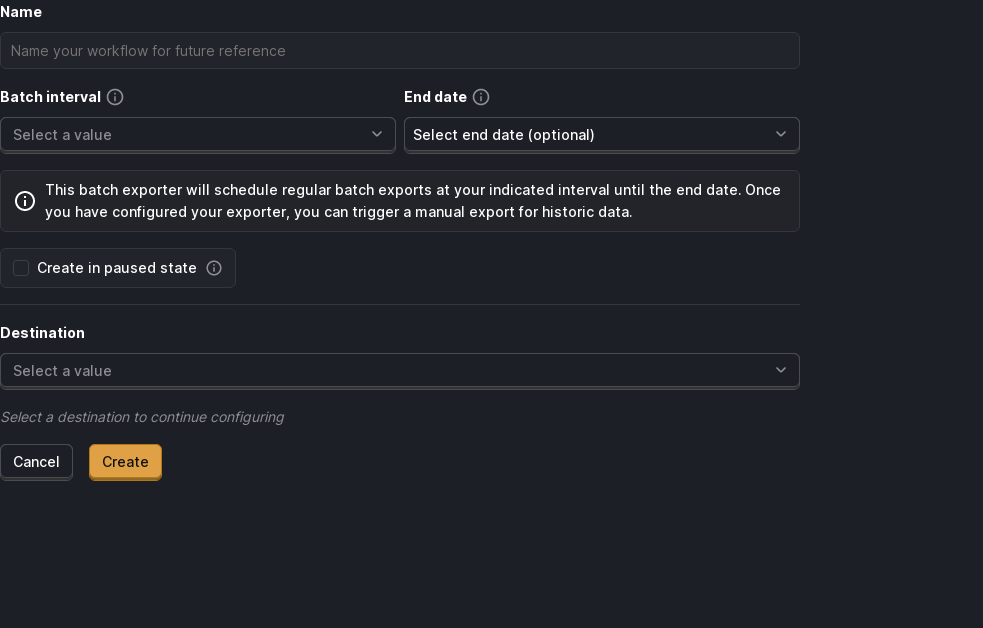 Name
Name your workflow for future reference
Batch interval
End date
Select a value
Select end date (optional)
This batch exporter will schedule regular batch exports at your indicated interval until the end date. Once
you have configured your exporter, you can trigger a manual export for historic data.
Create in paused state
Destination
Select a value
Select a destination to continue configuring
Cancel
Create